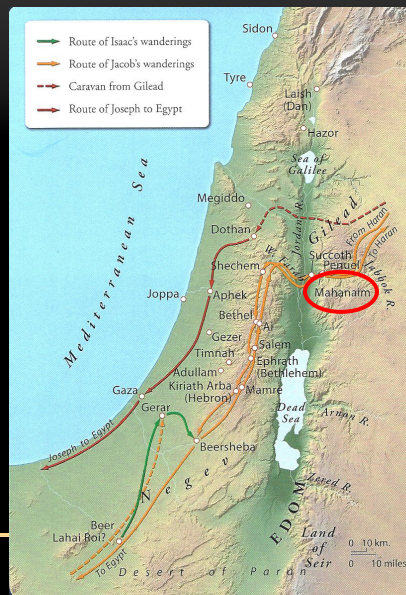 Route of Isaac's wanderings
Route of Jacob's wanderings
Caravan from Gilead
Route of Joseph to Egypt
Sidon
Tyre
Laish
(Dan)
Hazor
Sea of
Galilee
Mediterranean Sea
Megiddo
Jordan R.
Gilead
Dothan
From Haran
To Haran
Succoth
Shechem
Penuel
Jabbok R.
Mahanaim
Joppa
Aphek
Bethel
Ai
Gezer
Salem
Timnah
Ephrath
(Bethlehem)
Adullam
Kiriath Arba
(Hebron)
Mamre
Gaza
Gerar
Dead
Sea
Arnon R.
Joseph to Egypt
Beersheba
Negev
Zered R.
EDOM
Beer
Lahai Roi?
Land
of
Seir
To Egypt
Desert of Paran
0 10 km.
0 10 miles